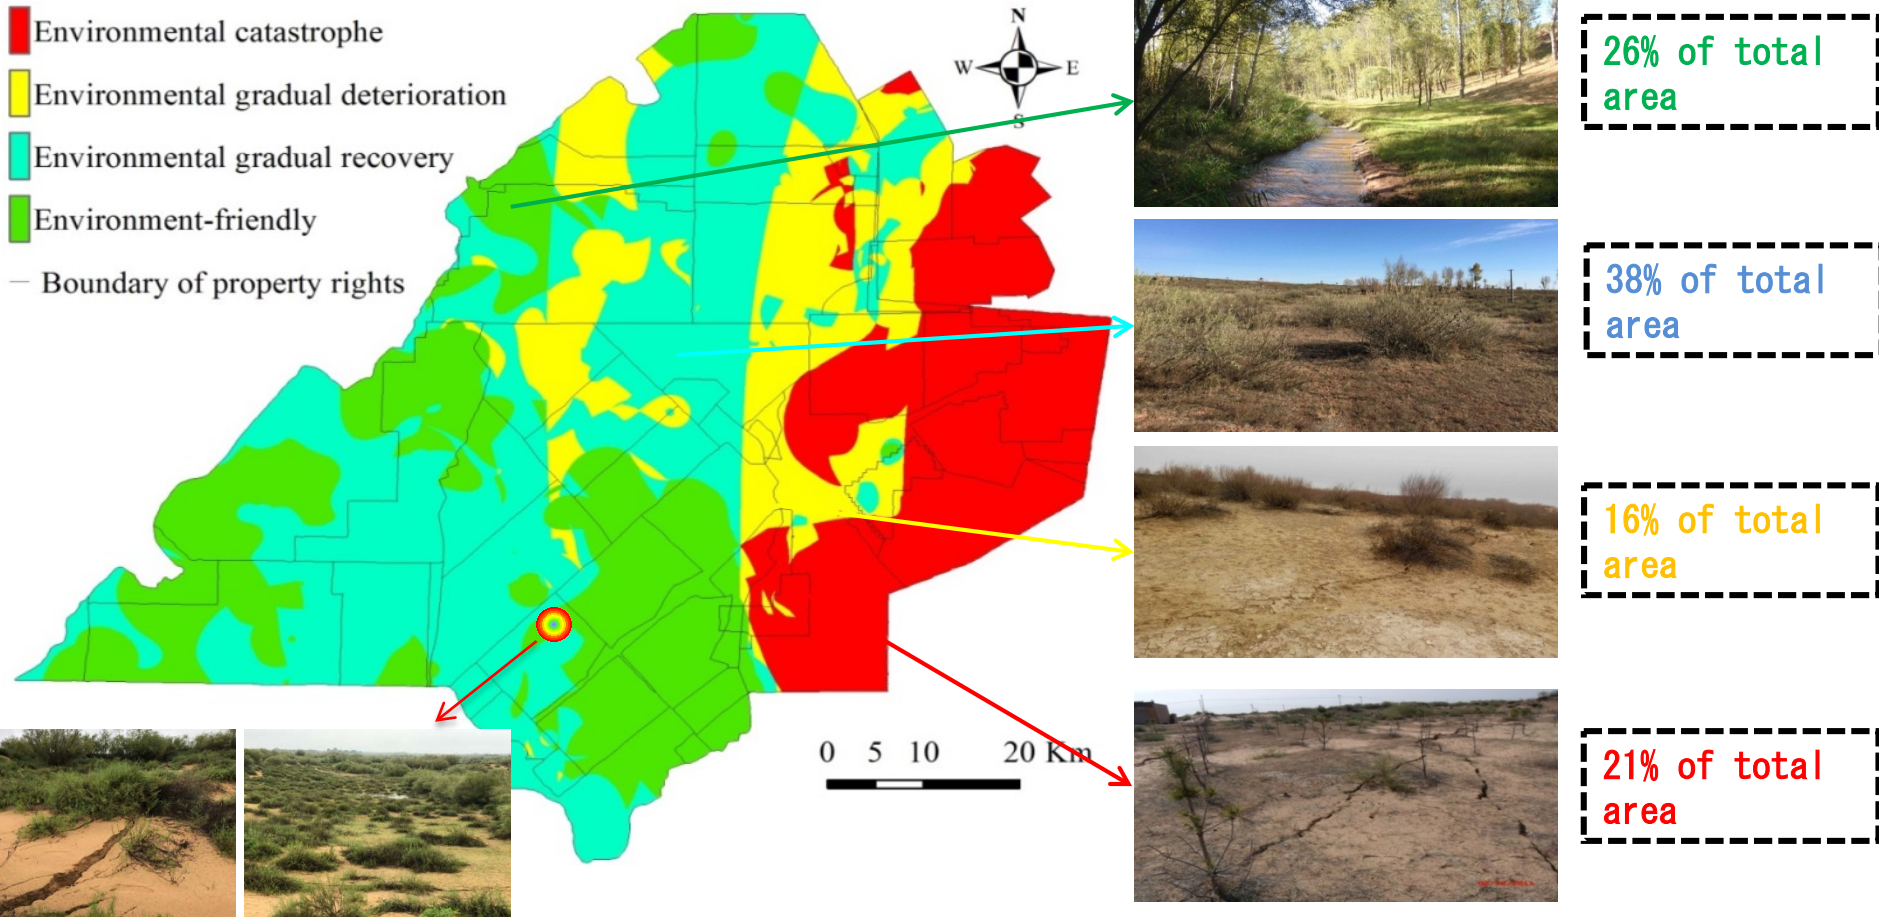 Environmental catastrophe
Environmental gradual deterioration
Environmental gradual recovery
Environment-friendly
Boundary of property rights
N
W
E
S
0 5 10 20 Km
26% of total
area
38% of total
area
16% of total
area
21% of total
area